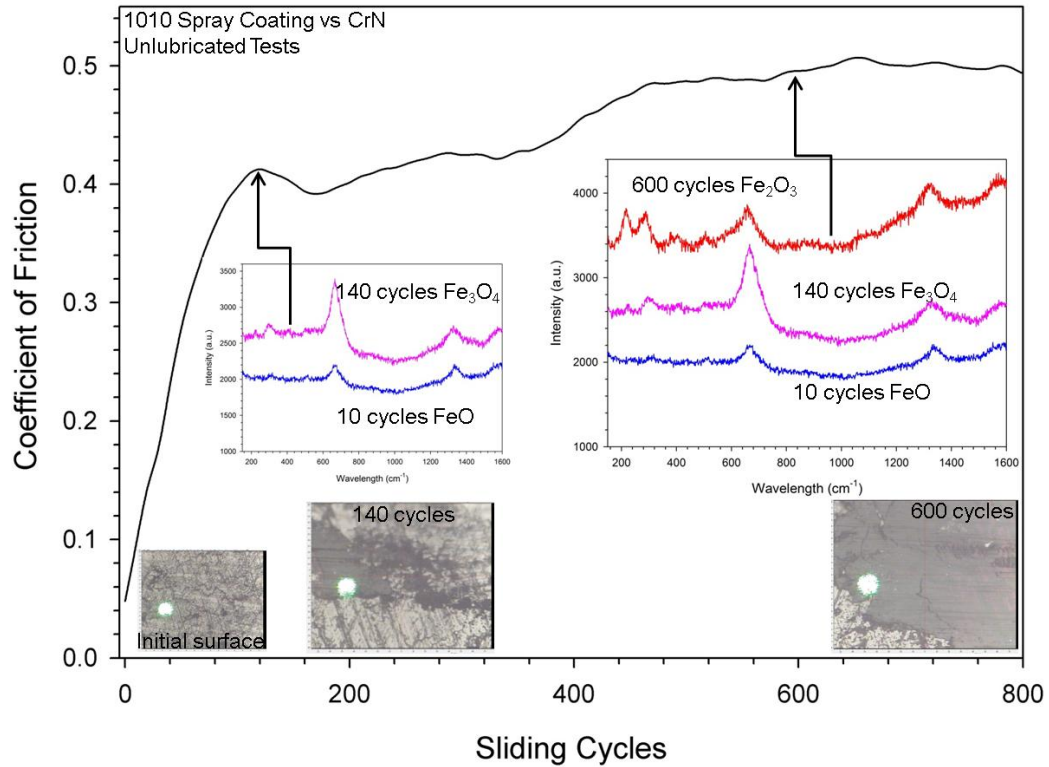 1010 Spray Coating vs CrN
Unlubricated Tests
Coefficient of Friction
0.5
0.4
0.3
0.2
0.1
0.0
0
200
400
600
800
Sliding Cycles
140 cycles Fe₃O₄
10 cycles FeO
Intensity (a.u.)
3500
3000
2500
2000
1500
1000
200
400
600
800
1000
1200
1400
1600
Wavelength (cm⁻¹)
600 cycles Fe₂O₃
140 cycles Fe₃O₄
10 cycles FeO
Intensity (a.u.)
4000
3000
2000
1000
200
400
600
800
1000
1200
1400
1600
Wavelength (cm⁻¹)
Initial surface
140 cycles
600 cycles